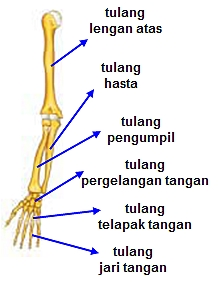 tulang
lengan atas
tulang
hasta
tulang
pengumpil
tulang
pergelangan tangan
tulang
telapak tangan
tulang
jari tangan